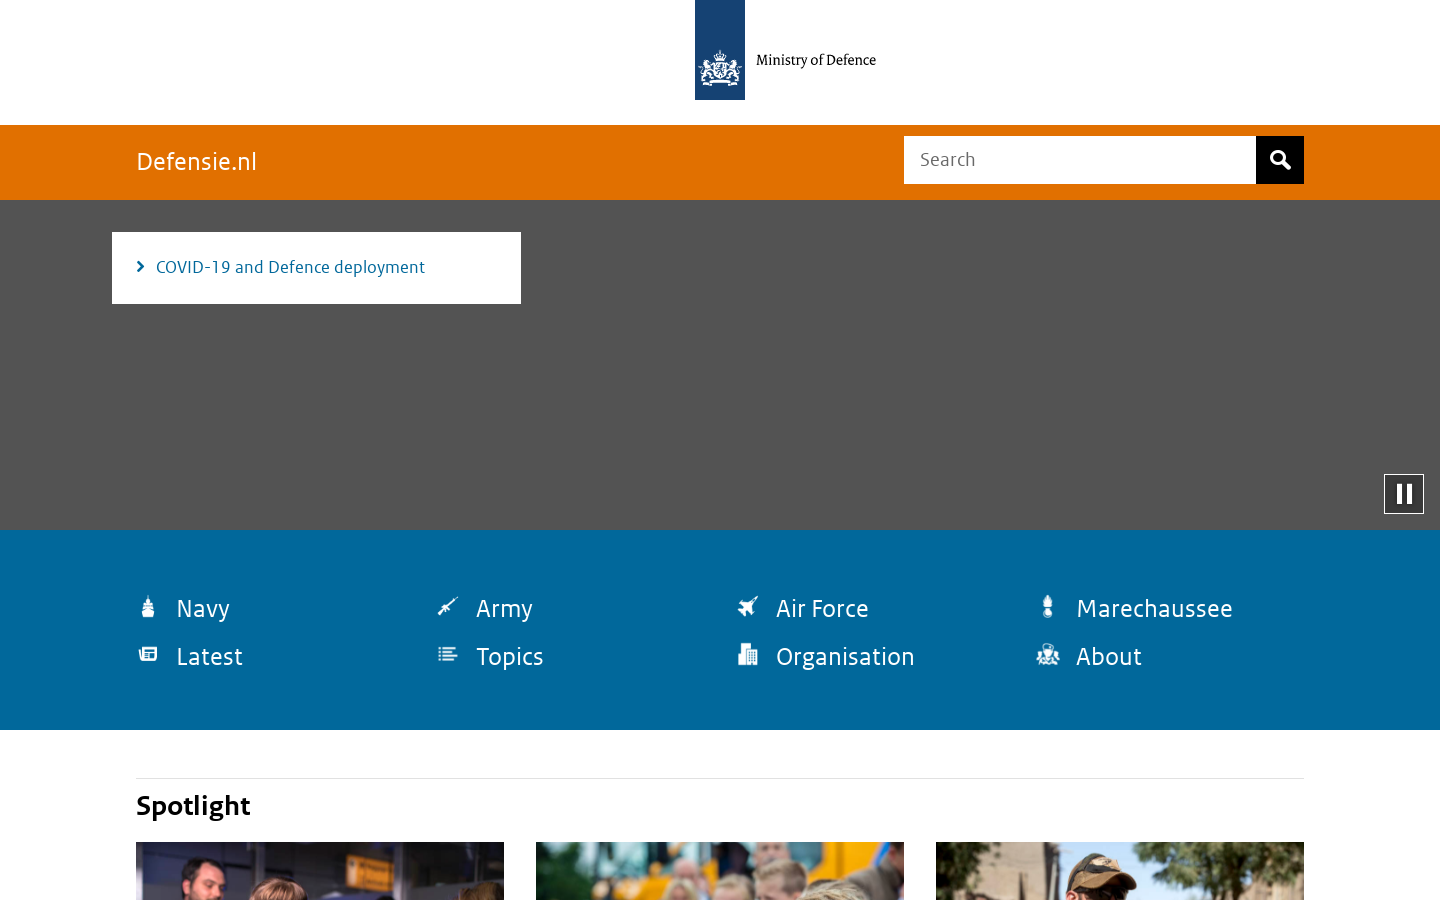 Ministry of Defence
Defensie.nl
Search
COVID-19 and Defence deployment
Navy
Army
Air Force
Marechaussee
Latest
Topics
Organisation
About
Spotlight